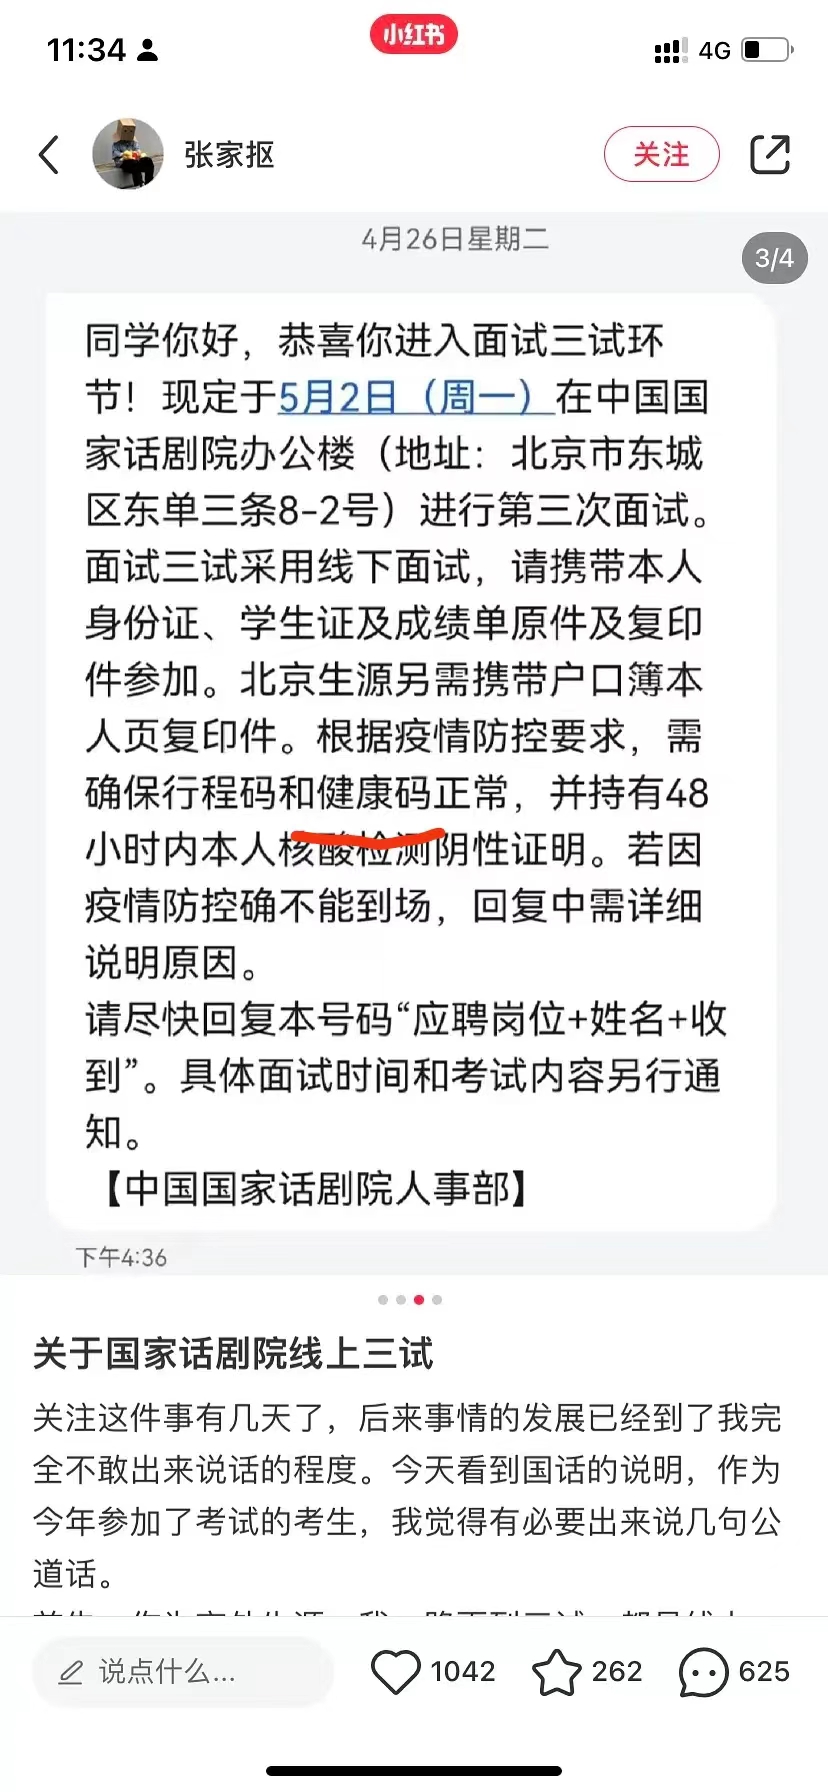 11:34
小红书
4G
张家抠
关注
4月26日星期二
3/4
同学你好，恭喜你进入面试三试环
节！现定于5月2日（周一）在中国国
家话剧院办公楼（地址：北京市东城
区东单三条8-2号）进行第三次面试。
面试三试采用线下面试，请携带本人
身份证、学生证及成绩单原件及复印
件参加。北京生源另需携带户口簿本
人页复印件。根据疫情防控要求，需
确保行程码和健康码正常，并持有48
小时内本人核酸检测阴性证明。若因
疫情防控确不能到场，回复中需详细
说明原因。
请尽快回复本号码“应聘岗位+姓名+收
到”。具体面试时间和考试内容另行通
知。
【中国国家话剧院人事部】
下午4:36
关于国家话剧院线上三试
关注这件事有几天了，后来事情的发展已经到了我完
全不敢出来说话的程度。今天看到国话的说明，作为
今年参加了考试的考生，我觉得有必要出来说几句公
道话。
说点什么...
1042
262
625